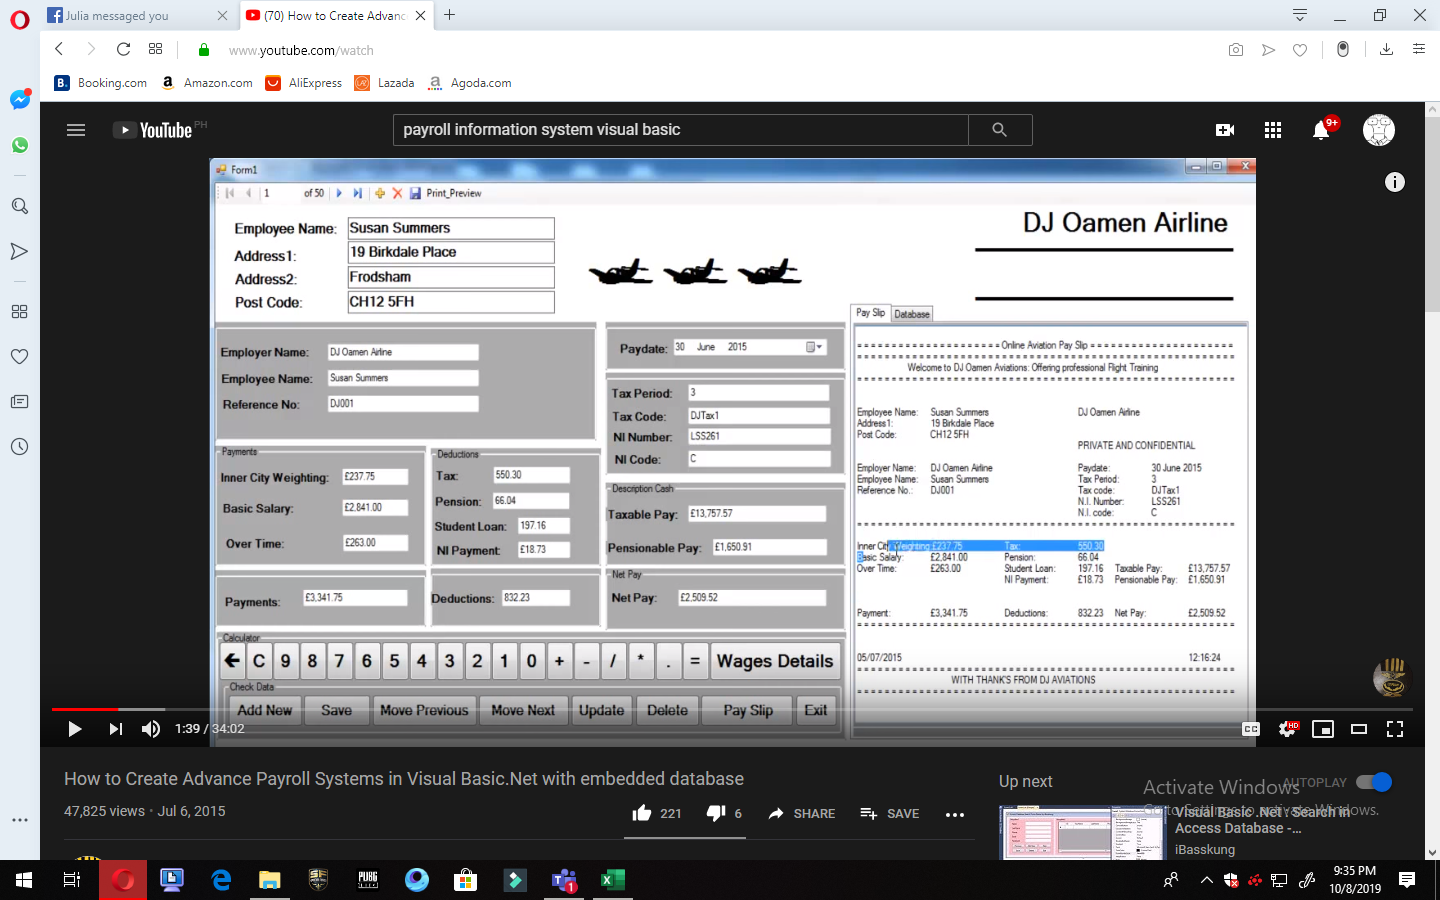 Julia messaged you
(70) How to Create Advanc
www.youtube.com/watch
Booking.com
Amazon.com
AliExpress
Lazada
Agoda.com
YouTube PH
payroll information system visual basic
9+
Form1
1 of 50 Print_Preview
Employee Name: Susan Summers
Address1: 19 Birkdale Place
Address2: Frodsham
Post Code: CH12 5FH
DJ Oamen Airline
Employer Name: DJ Oamen Airline
Employee Name: Susan Summers
Reference No: DJ001
Paydate: 30 June 2015
Tax Period: 3
Tax Code: DJTax1
NI Number: LSS261
NI Code: C
Payments
Inner City Weighting: £237.75
Basic Salary: £2,841.00
Over Time: £263.00
Deductions
Tax: 550.30
Pension: 66.04
Student Loan: 197.16
NI Payment: £18.73
Description Cash
Taxable Pay: £13,757.57
Pensionable Pay: £1,650.91
Payments: £3,341.75
Deductions: 832.23
Net Pay
Net Pay: £2,509.52
Calculator
C 9 8 7 6 5 4 3 2 1 0 + - / * . = Wages Details
Check Data
Add New Save Move Previous Move Next Update Delete Pay Slip Exit
Pay Slip Database
= = = = = = = = = = = = = = = = = = = = = Online Aviation Pay Slip = = = = = = = = = = = = = = = = = = = = =
Welcome to DJ Oamen Aviations: Offering professional Flight Training
Employee Name: Susan Summers DJ Oamen Airline
Address1: 19 Birkdale Place
Post Code: CH12 5FH
PRIVATE AND CONFIDENTIAL
Employer Name: DJ Oamen Airline Paydate: 30 June 2015
Employee Name: Susan Summers Tax Period: 3
Reference No.: DJ001 Tax code: DJTax1
N.I. Number: LSS261
N.I. code: C
Inner City Weighting:£237.75 Tax: 550.30
Basic Salary: £2,841.00 Pension: 66.04
Over Time: £263.00 Student Loan: 197.16 Taxable Pay: £13,757.57
NI Payment: £18.73 Pensionable Pay: £1,650.91
Payment: £3,341.75 Deductions: 832.23 Net Pay: £2,509.52
05/07/2015 12:16:24
WITH THANK'S FROM DJ AVIATIONS
1:39 / 34:02
CC
HD
How to Create Advance Payroll Systems in Visual Basic.Net with embedded database
47,825 views • Jul 6, 2015
221
6
SHARE
SAVE
Up next
AUTOPLAY
Activate Windows
Go to Settings to activate Windows.
Visual Basic .Net : Search in
Access Database -...
iBasskung
PUBG
1
9:35 PM
10/8/2019